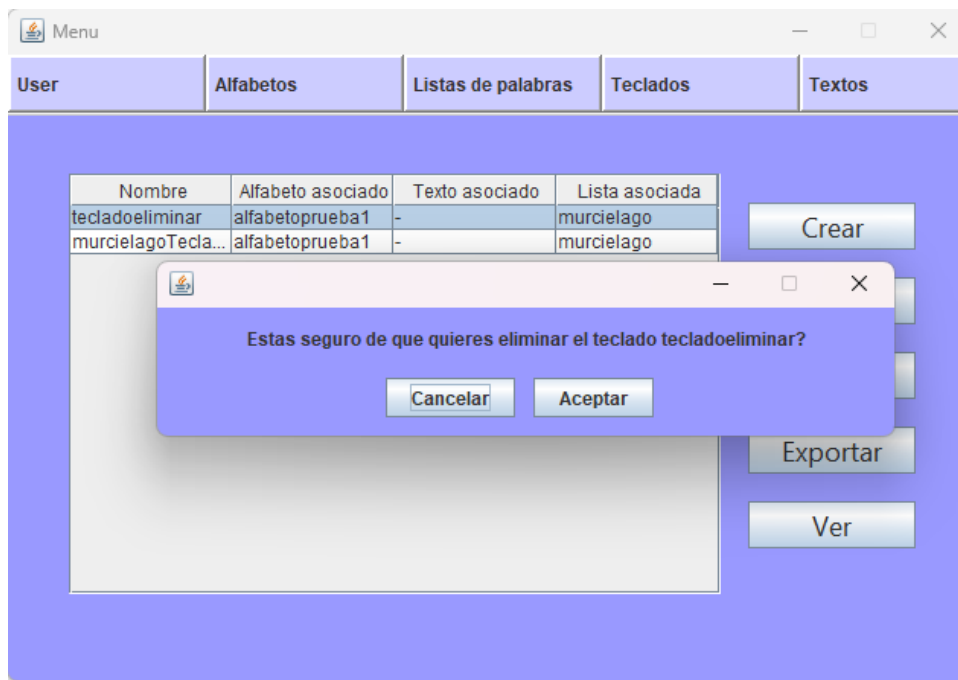 Menu
User Alfabetos Listas de palabras Teclados Textos
Nombre Alfabeto asociado Texto asociado Lista asociada
tecladoeliminar alfabetoprueba1 - murcielago
murcielagoTecla... alfabetoprueba1 - murcielago
Crear
Estas seguro de que quieres eliminar el teclado tecladoeliminar?
Cancelar Aceptar
Exportar
Ver